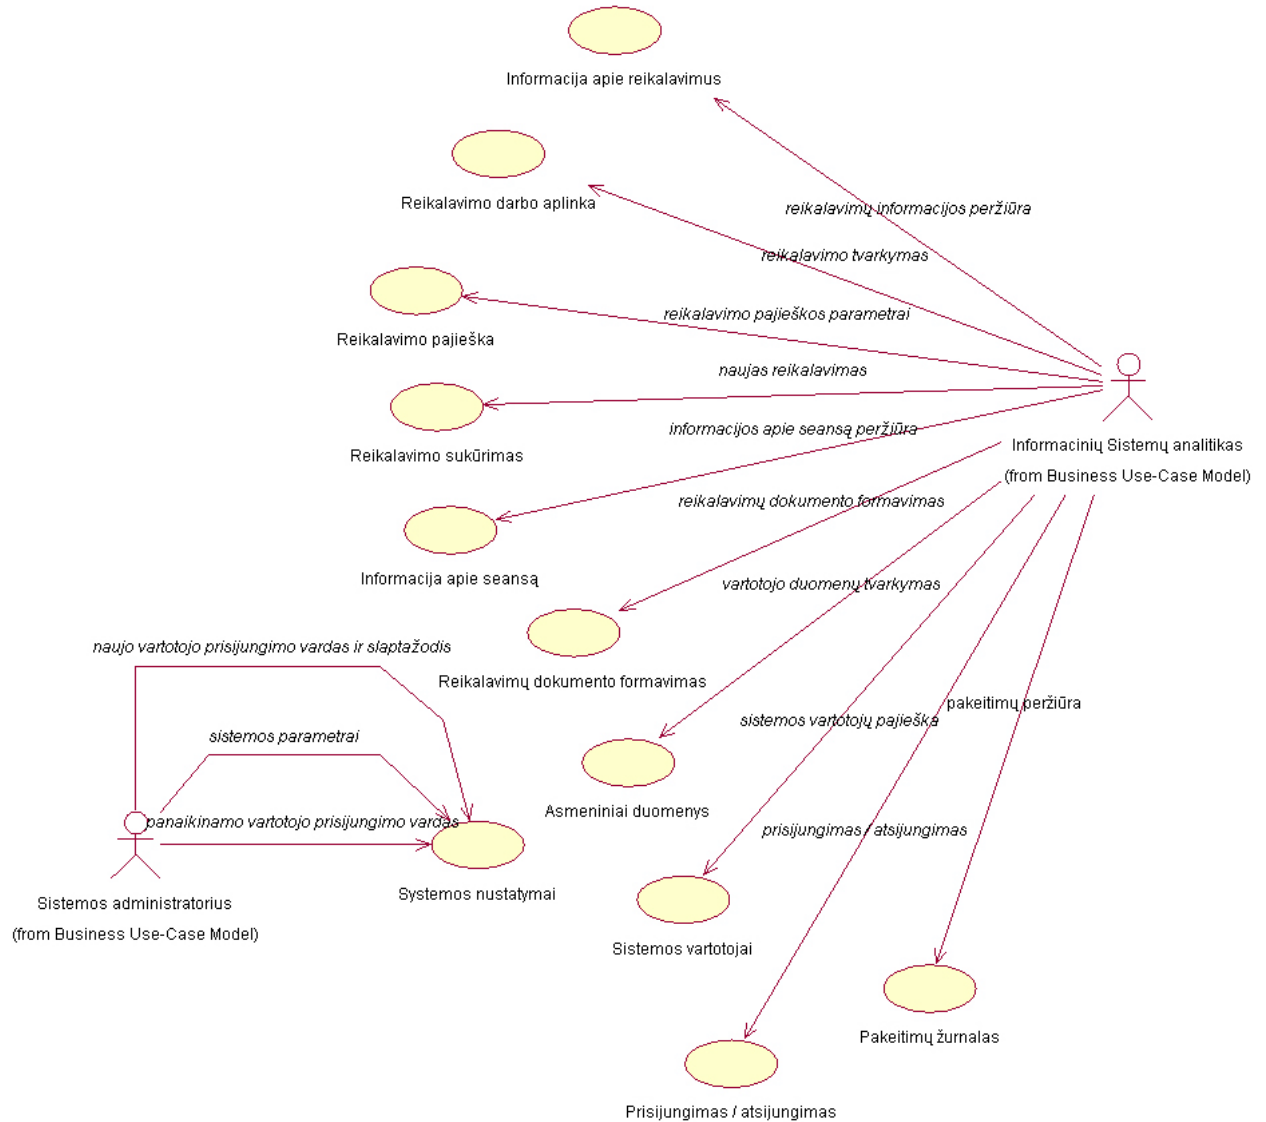 Informacija apie reikalavimus
Reikalavimo darbo aplinka
reikalavimų informacijos peržiūra
reikalavimo tvarkymas
reikalavimo pajieškos parametrai
Reikalavimo pajieška
naujas reikalavimas
informacijos apie seansą peržiūra
Informacinių Sistemų analitikas
(from Business Use-Case Model)
Reikalavimo sukūrimas
reikalavimų dokumento formavimas
Informacija apie seansą
vartotojo duomenų tvarkymas
naujo vartotojo prisijungimo vardas ir slaptažodis
Reikalavimų dokumento formavimas
pakeitimų peržiūra
sistemos vartotojų pajieška
sistemos parametrai
Asmeniniai duomenys
panaikinamo vartotojo prisijungimo vardas
prisijungimas / atsijungimas
Systemos nustatymai
Sistemos administratorius
(from Business Use-Case Model)
Sistemos vartotojai
Pakeitimų žurnalas
Prisijungimas / atsijungimas